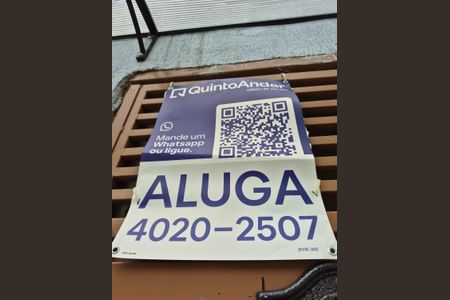 QuintoAndar
Mande um
Whatsapp
ou ligue.
ALUGA
4020-2507